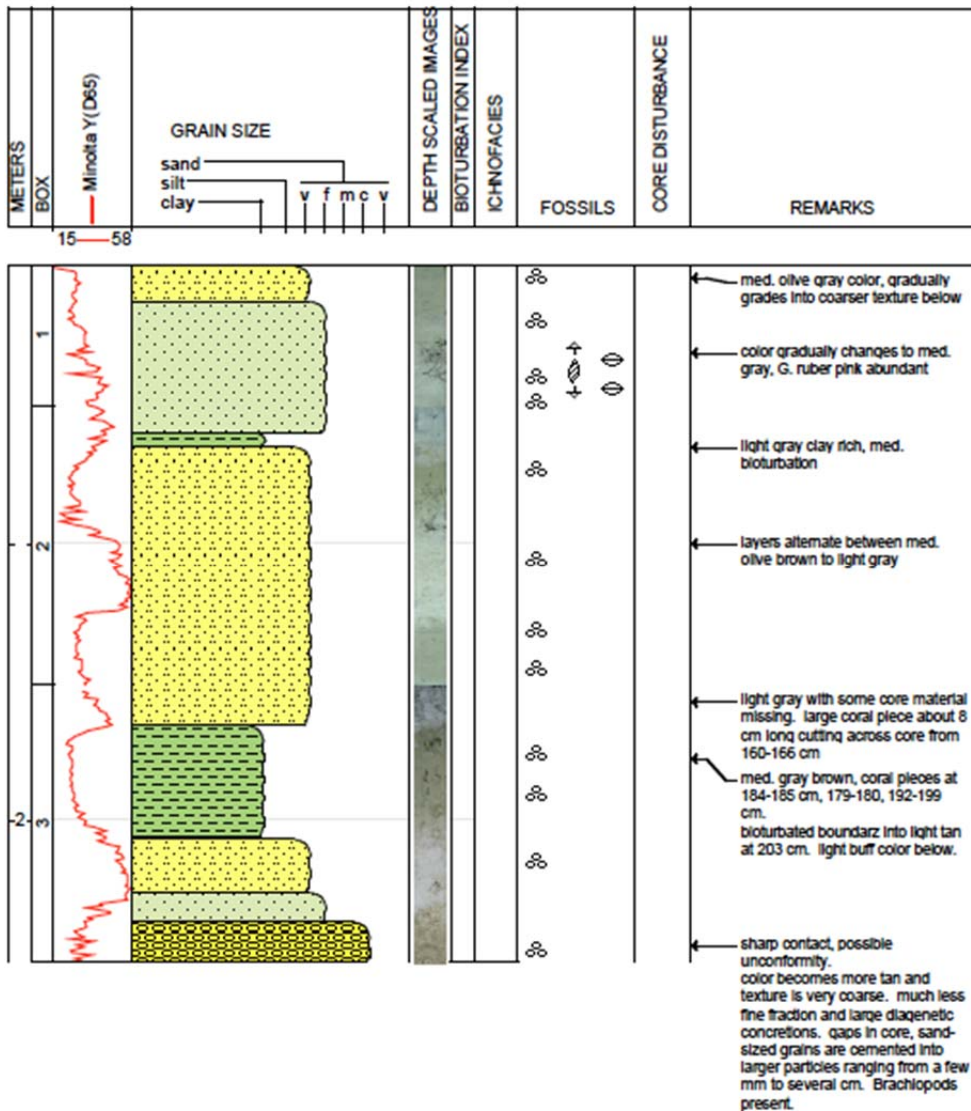 METERS
BOX
Minolta Y(D65)
15 58
GRAIN SIZE
sand
silt
clay
v f m c v
DEPTH SCALED IMAGES
BIOTURBATION INDEX
ICHNOFACIES
FOSSILS
CORE DISTURBANCE
REMARKS
1
2
2
3
med. olive gray color, gradually
grades into coarser texture below
color gradually changes to med.
gray, G. ruber pink abundant
light gray clay rich, med.
bioturbation
layers alternate between med.
olive brown to light gray
light gray with some core material
missing. large coral piece about 8
cm long cutting across core from
160-166 cm
med. gray brown, coral pieces at
184-185 cm, 179-180, 192-199
cm.
bioturbated boundarz into light tan
at 203 cm. light buff color below.
sharp contact, possible
unconformity.
color becomes more tan and
texture is very coarse. much less
fine fraction and large diagenetic
concretions. gaps in core, sand-
sized grains are cemented into
larger particles ranging from a few
mm to several cm. Brachiopods
present.